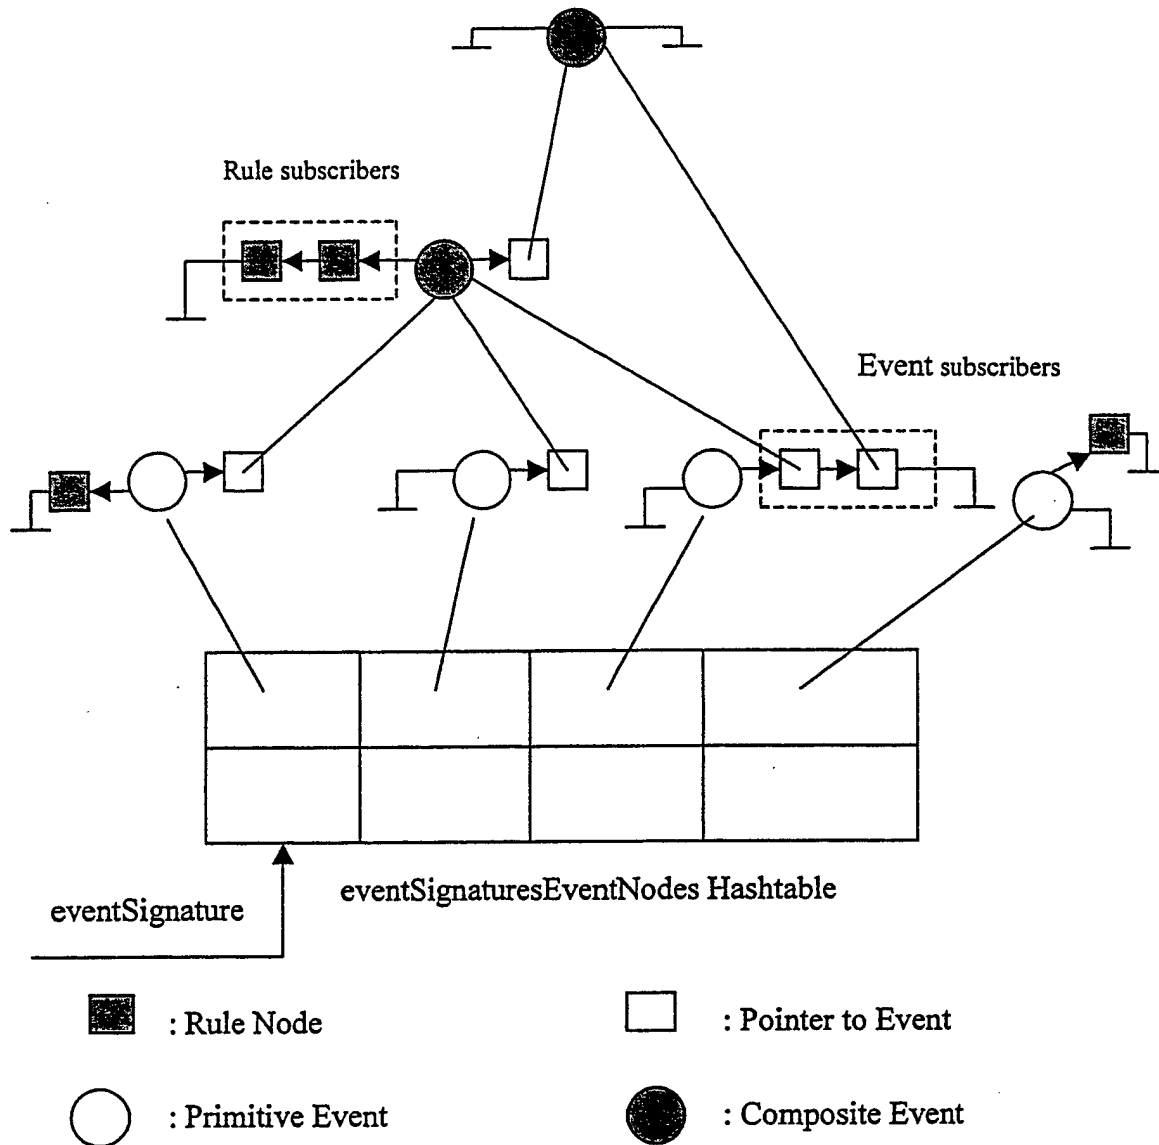 Rule subscribers
Event subscribers
eventSignaturesEventNodes Hashtable
eventSignature
: Rule Node
: Pointer to Event
: Primitive Event
: Composite Event